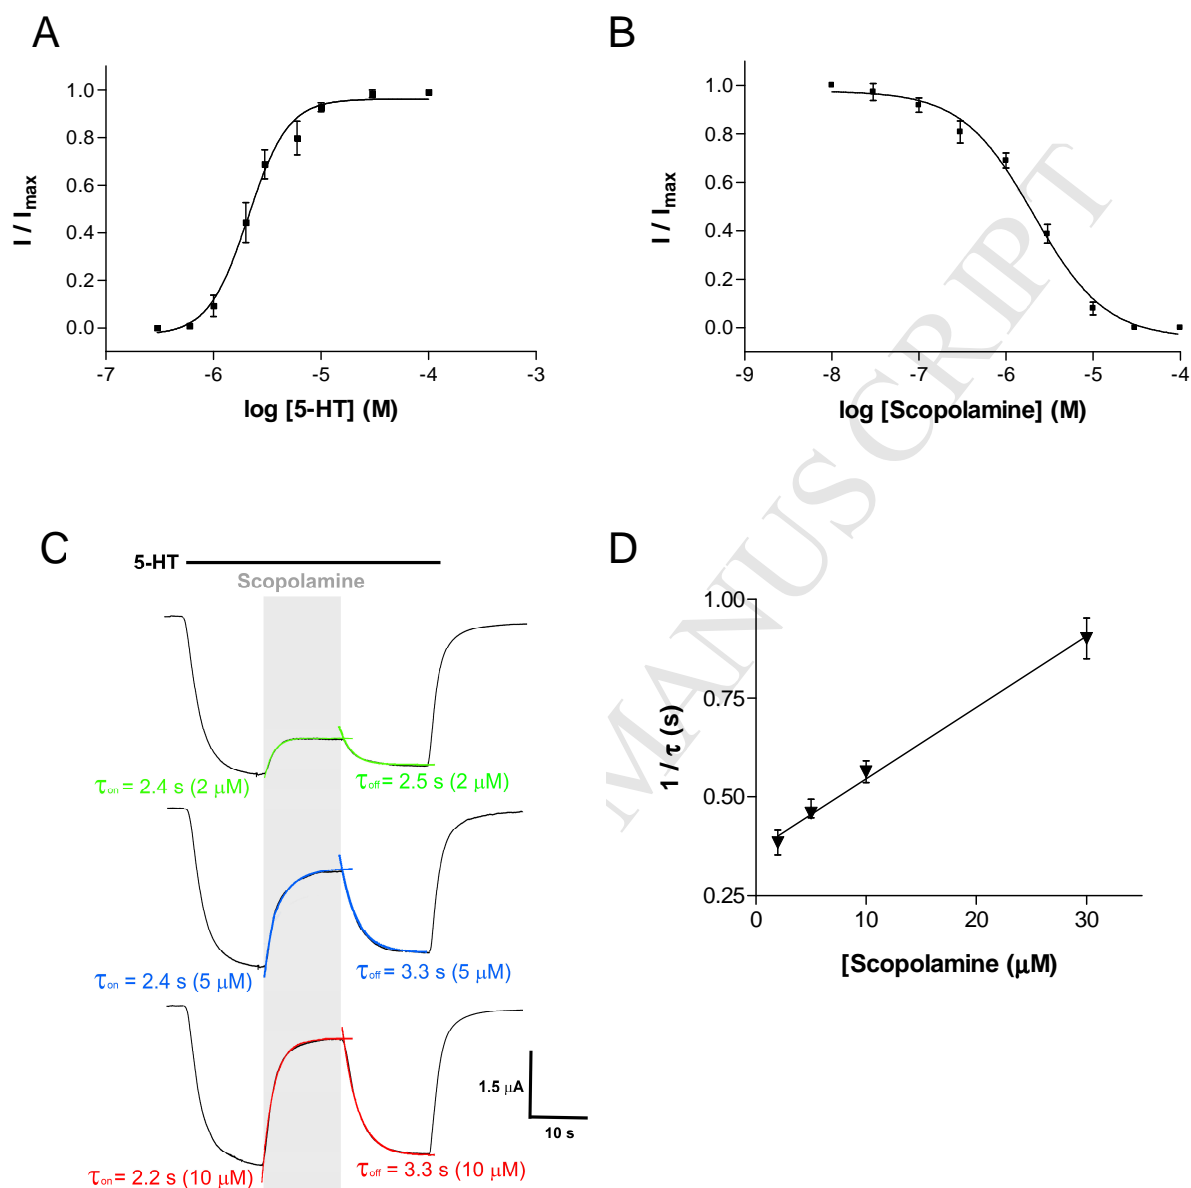 A
B
1.0
0.8
0.6
0.4
0.2
0.0
I / Imax
-7
-6
-5
-4
-3
log [5-HT] (M)
1.0
0.8
0.6
0.4
0.2
0.0
I / Imax
-9
-8
-7
-6
-5
-4
log [Scopolamine] (M)
MANUSCRIPT
C
5-HT
Scopolamine
τon = 2.4 s (2 μM)
τoff = 2.5 s (2 μM)
τon = 2.4 s (5 μM)
τoff = 3.3 s (5 μM)
τon = 2.2 s (10 μM)
τoff = 3.3 s (10 μM)
1.5 μA
10 s
D
1.00
0.75
0.50
0.25
1 / τ (s)
0
10
20
30
[Scopolamine (μM)